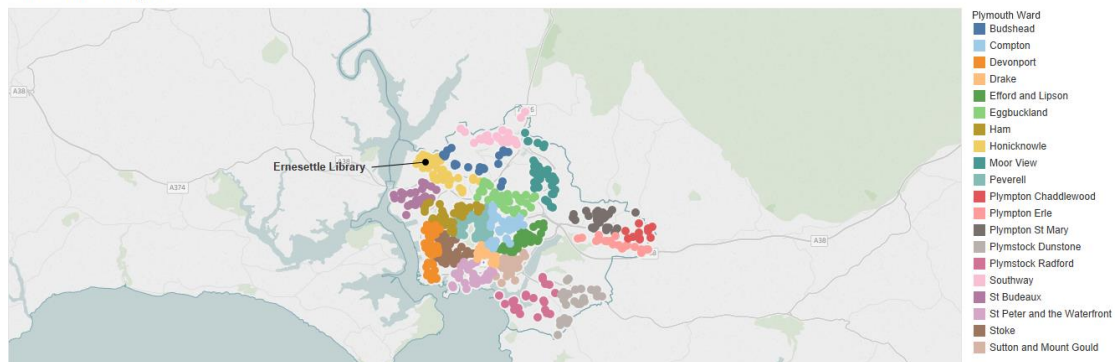 Plymouth Ward
Budshead
Compton
Devonport
Drake
Efford and Lipson
Eggbuckland
Ham
Honicknowle
Moor View
Peverell
Plympton Chaddlewood
Plympton Erle
Plympton St Mary
Plymstock Dunstone
Plymstock Radford
Southway
St Budeaux
St Peter and the Waterfront
Stoke
Sutton and Mount Gould
Ernesettle Library
A38
A374
A38